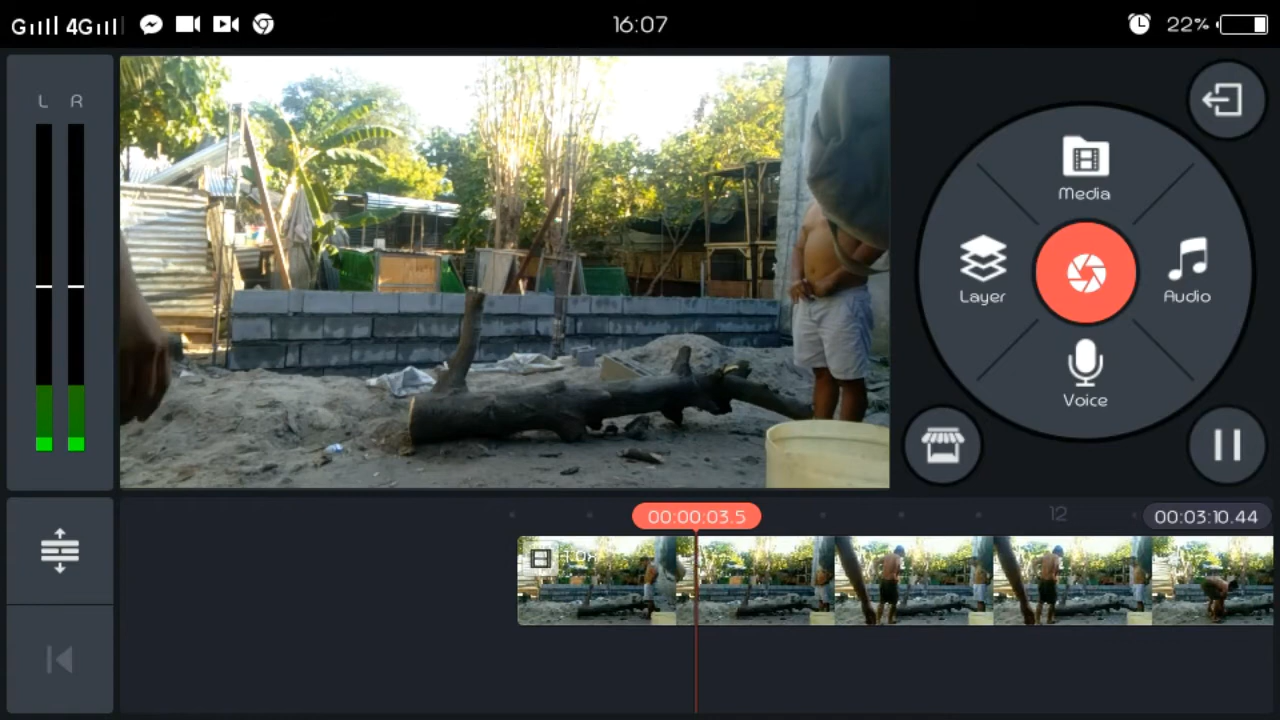 G 4G 16:07 22%
L R
Media
Layer
Audio
Voice
00:00:03.5 12 00:03:10.44